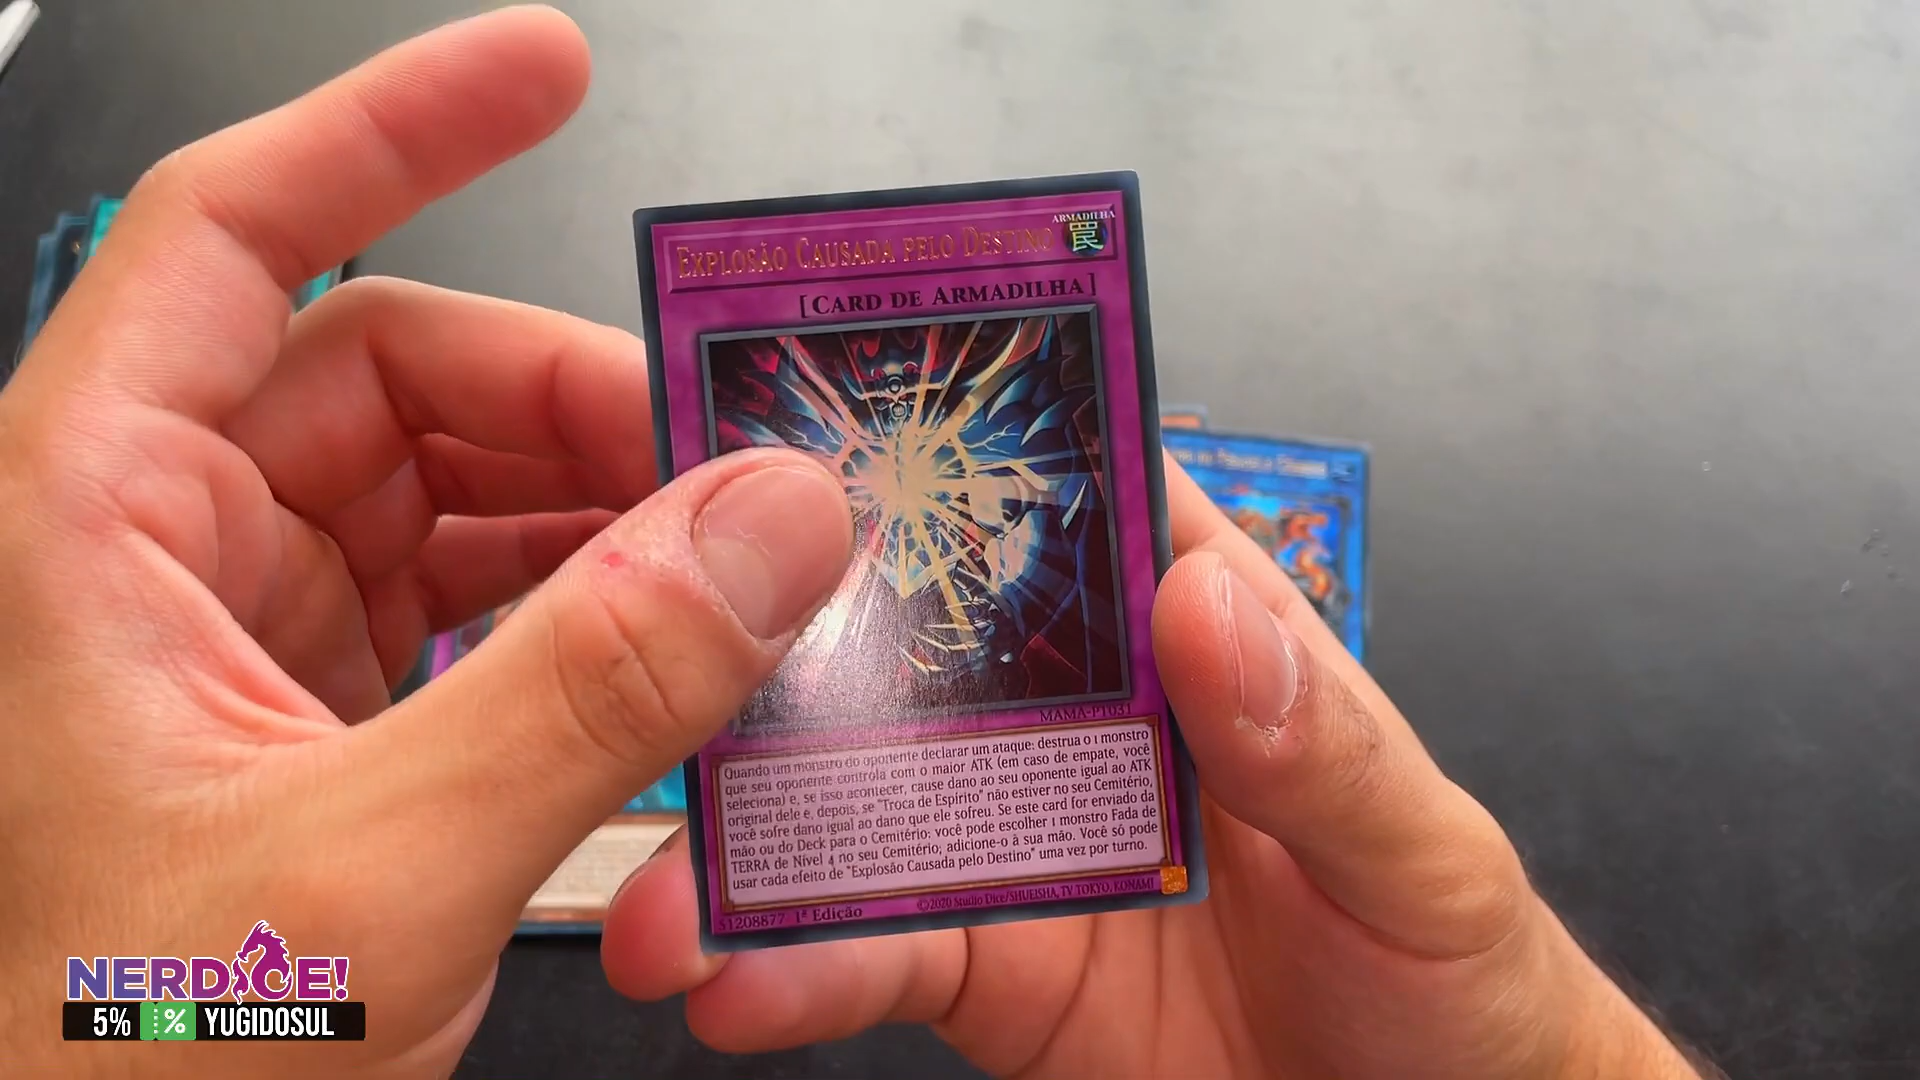 ARMADILHA
EXPLOSÃO CAUSADA PELO DESTINO
罠
[CARD DE ARMADILHA]
MAMA-PT031
Quando um monstro do oponente declarar um ataque: destrua o 1 monstro
que seu oponente controla com o maior ATK (em caso de empate, você
seleciona) e, se isso acontecer, cause dano ao seu oponente igual ao ATK
original dele e, depois, se "Troca de Espírito" não estiver no seu Cemitério,
você sofre dano igual ao dano que ele sofreu. Se este card for enviado da
mão ou do Deck para o Cemitério: você pode escolher 1 monstro Fada de
TERRA de Nível 4 no seu Cemitério; adicione-o à sua mão. Você só pode
usar cada efeito de "Explosão Causada pelo Destino" uma vez por turno.
51208877 1ª Edição
©2020 Studio Dice/SHUEISHA, TV TOKYO, KONAMI
NERDICE!
5% % YUGIDOSUL